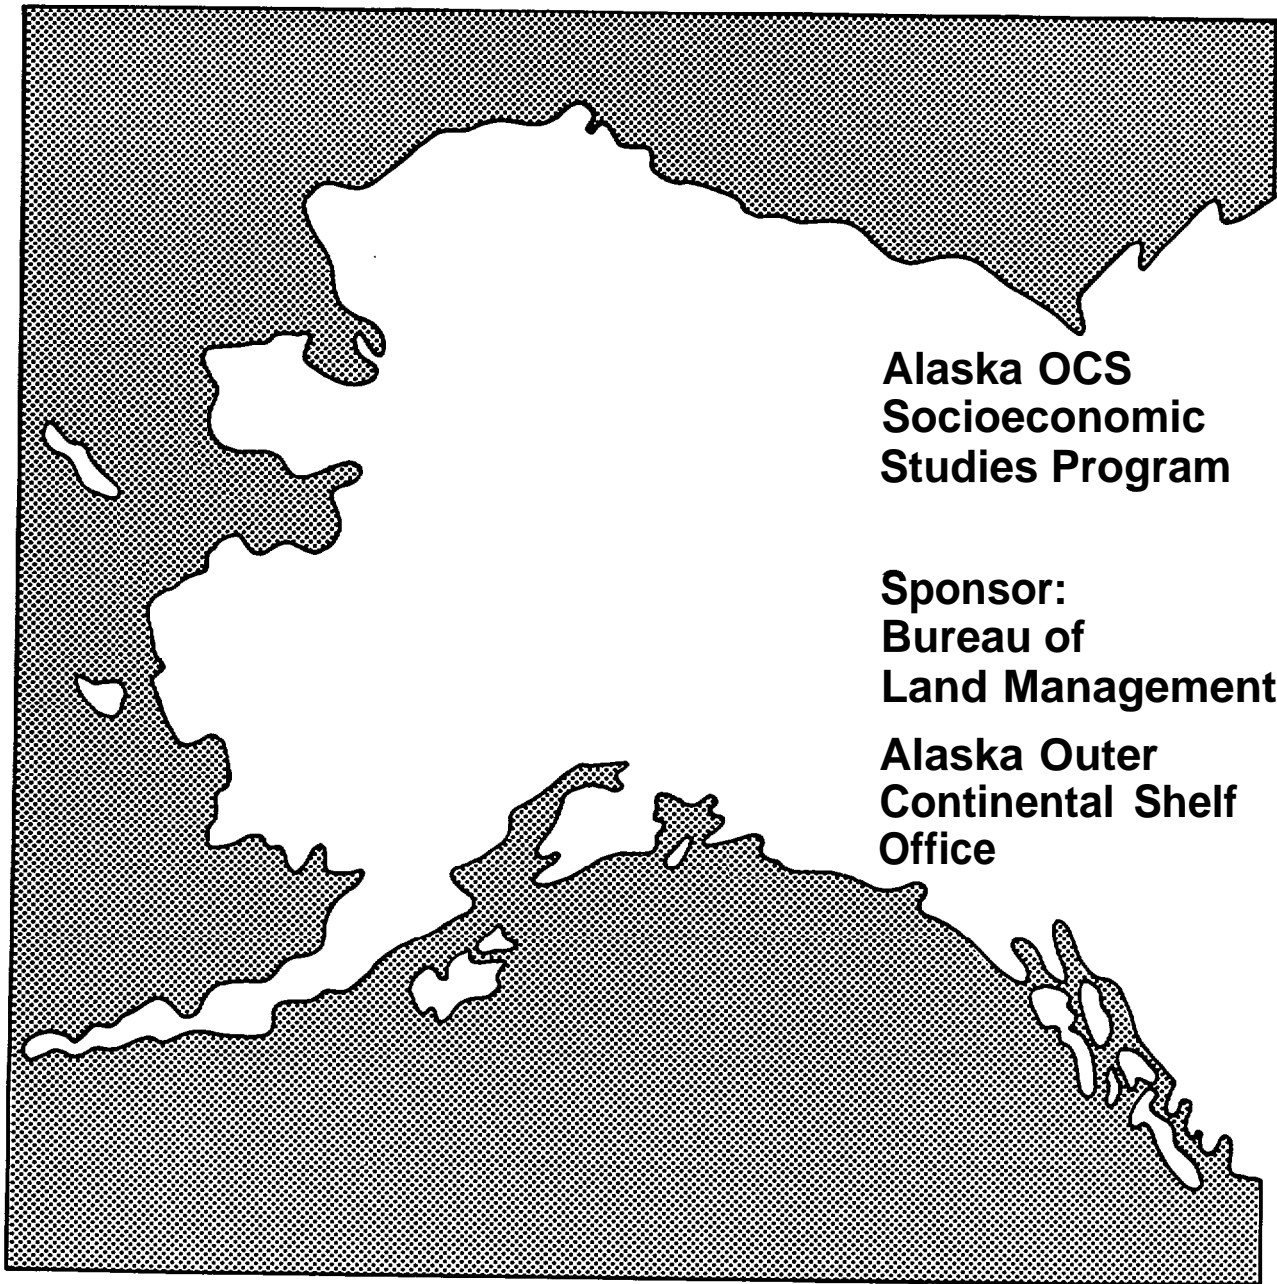 Alaska OCS
Socioeconomic
Studies Program
Sponsor:
Bureau of
Land Management
Alaska Outer
Continental Shelf
Office